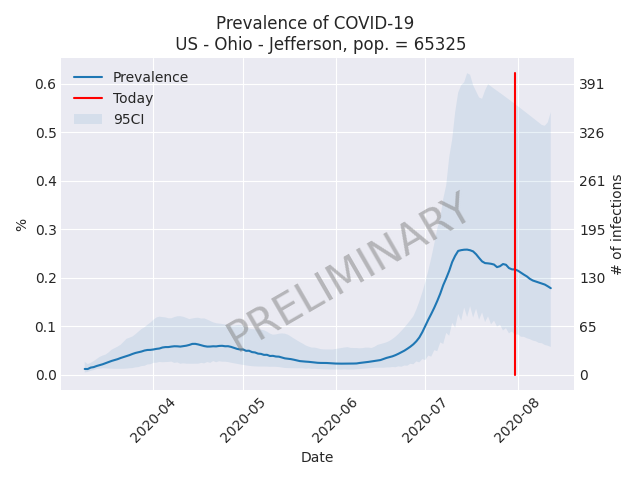 Prevalence of COVID-19
US - Ohio - Jefferson, pop. = 65325
Prevalence
Today
95CI
PRELIMINARY
%
0.6
0.5
0.4
0.3
0.2
0.1
0.0
391
326
261
195
130
65
0
# of infections
2020-04
2020-05
2020-06
2020-07
2020-08
Date